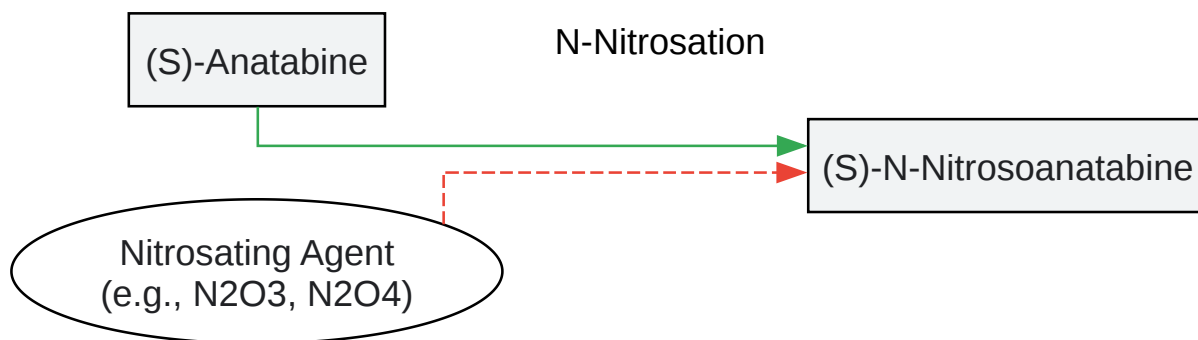 (S)-Anatabine
N-Nitrosation
(S)-N-Nitrosoanatabine
Nitrosating Agent
(e.g., N2O3, N2O4)